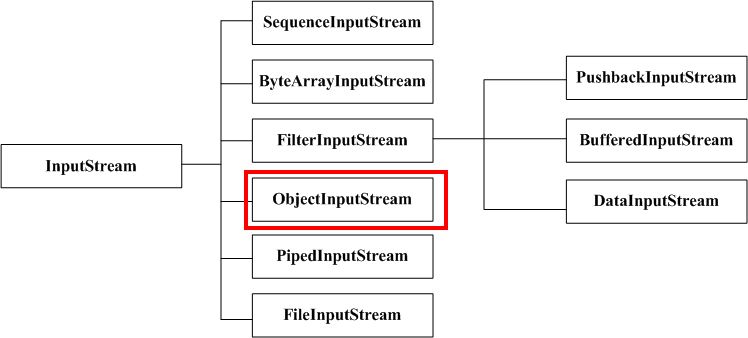 InputStream
SequenceInputStream
ByteArrayInputStream
FilterInputStream
ObjectInputStream
PipedInputStream
FileInputStream
PushbackInputStream
BufferedInputStream
DataInputStream